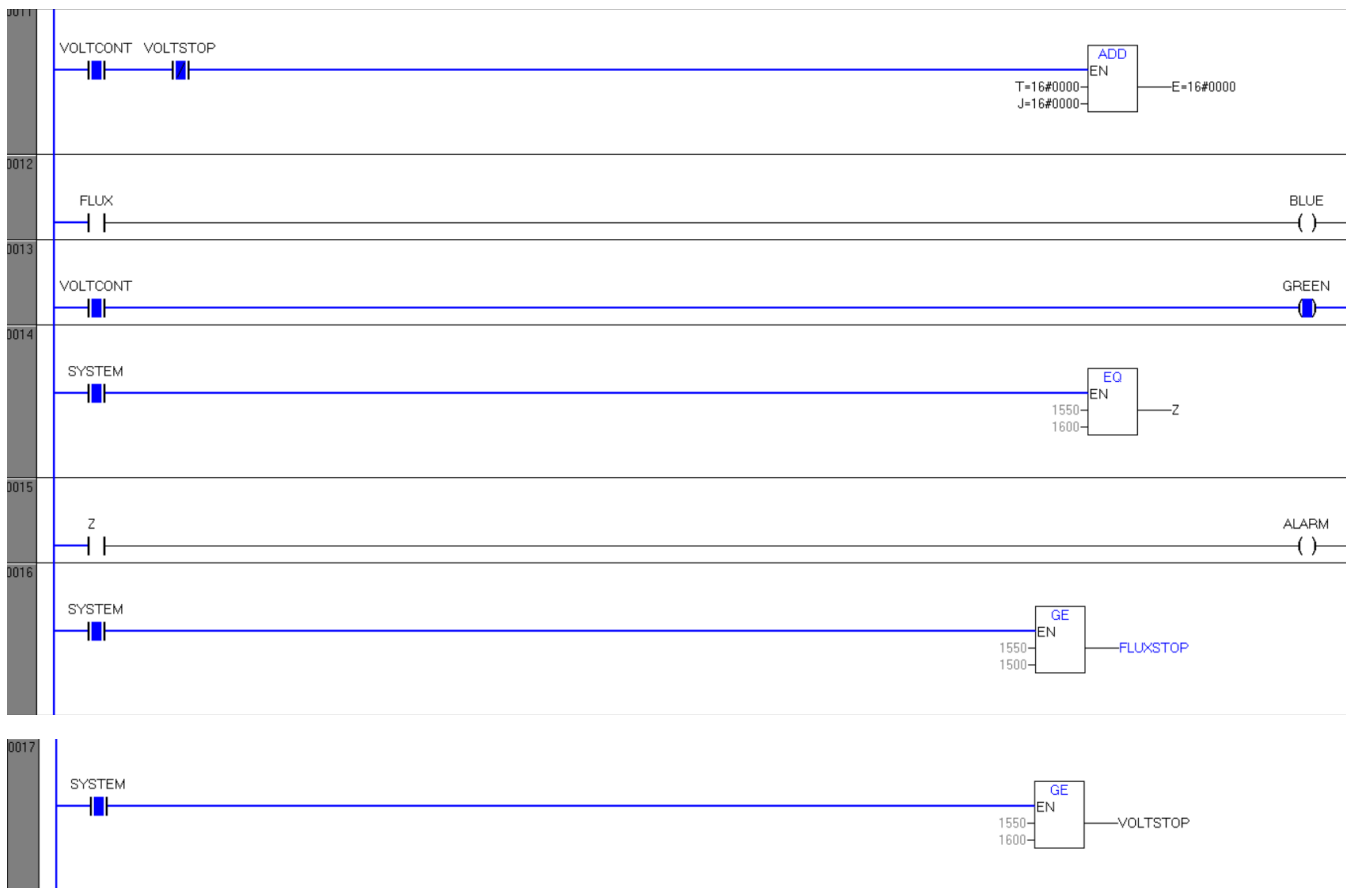 0011
VOLTCONT VOLTSTOP
ADD
EN
T=16#0000
E=16#0000
J=16#0000
0012
FLUX
BLUE
0013
VOLTCONT
GREEN
0014
SYSTEM
EQ
EN
1550
Z
1600
0015
Z
ALARM
0016
SYSTEM
GE
EN
1550
FLUXSTOP
1500
0017
SYSTEM
GE
EN
1550
VOLTSTOP
1600